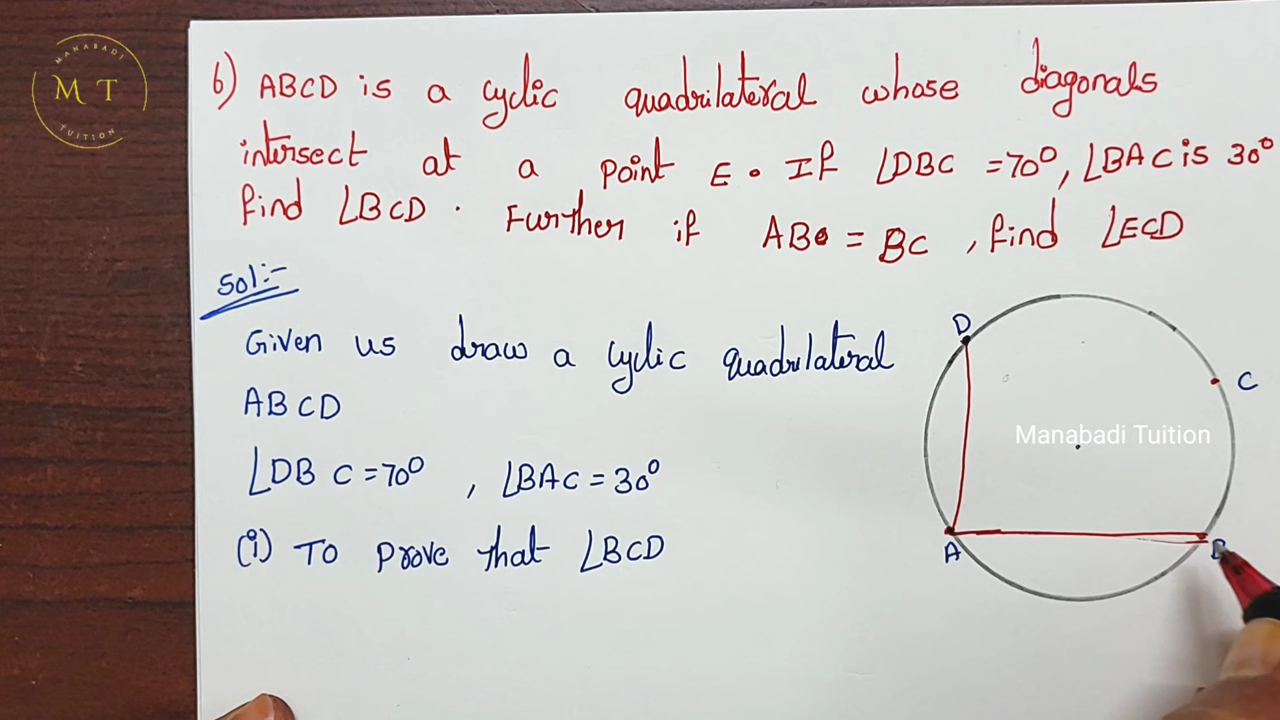 MANABADI
M T
TUITION
6) ABCD is a cyclic quadrilateral whose diagonals
intersect at a point E. If ∠DBC =70°, ∠BAC is 30°
find ∠BCD. Further if AB = BC, find ∠ECD
Sol:-
Given us draw a cyclic quadrilateral
ABCD
∠DBC =70°, ∠BAC = 30°
(i) To prove that ∠BCD
D
C
Manabadi Tuition
A
B